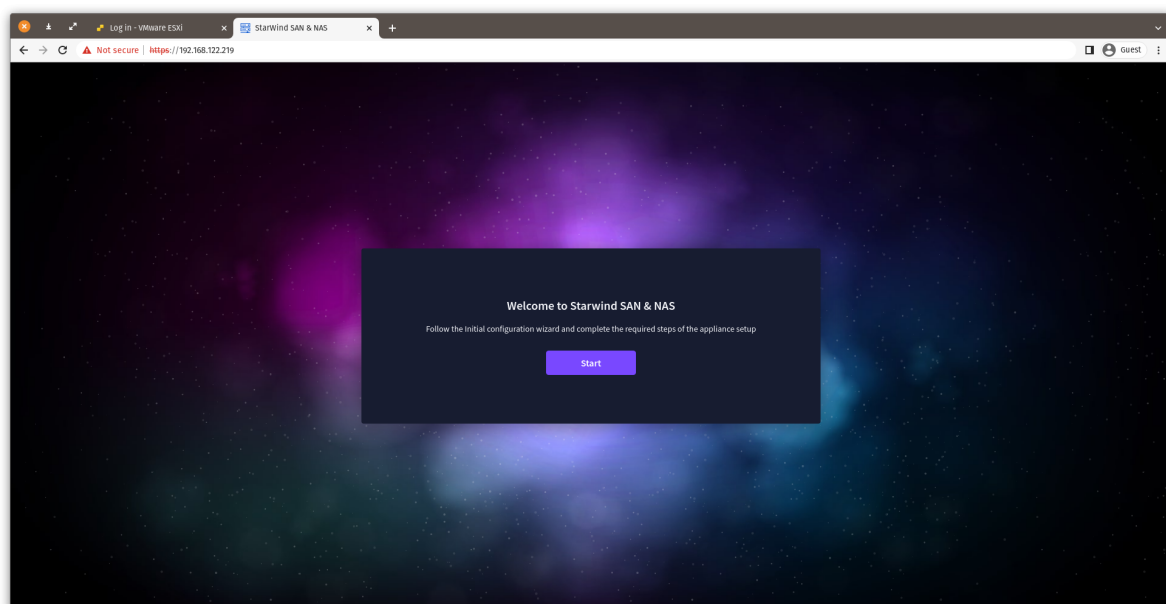 Log in - VMware ESXi
StarWind SAN & NAS
Not secure
https://192.168.122.219
Guest
Welcome to Starwind SAN & NAS
Follow the Initial configuration wizard and complete the required steps of the appliance setup
Start